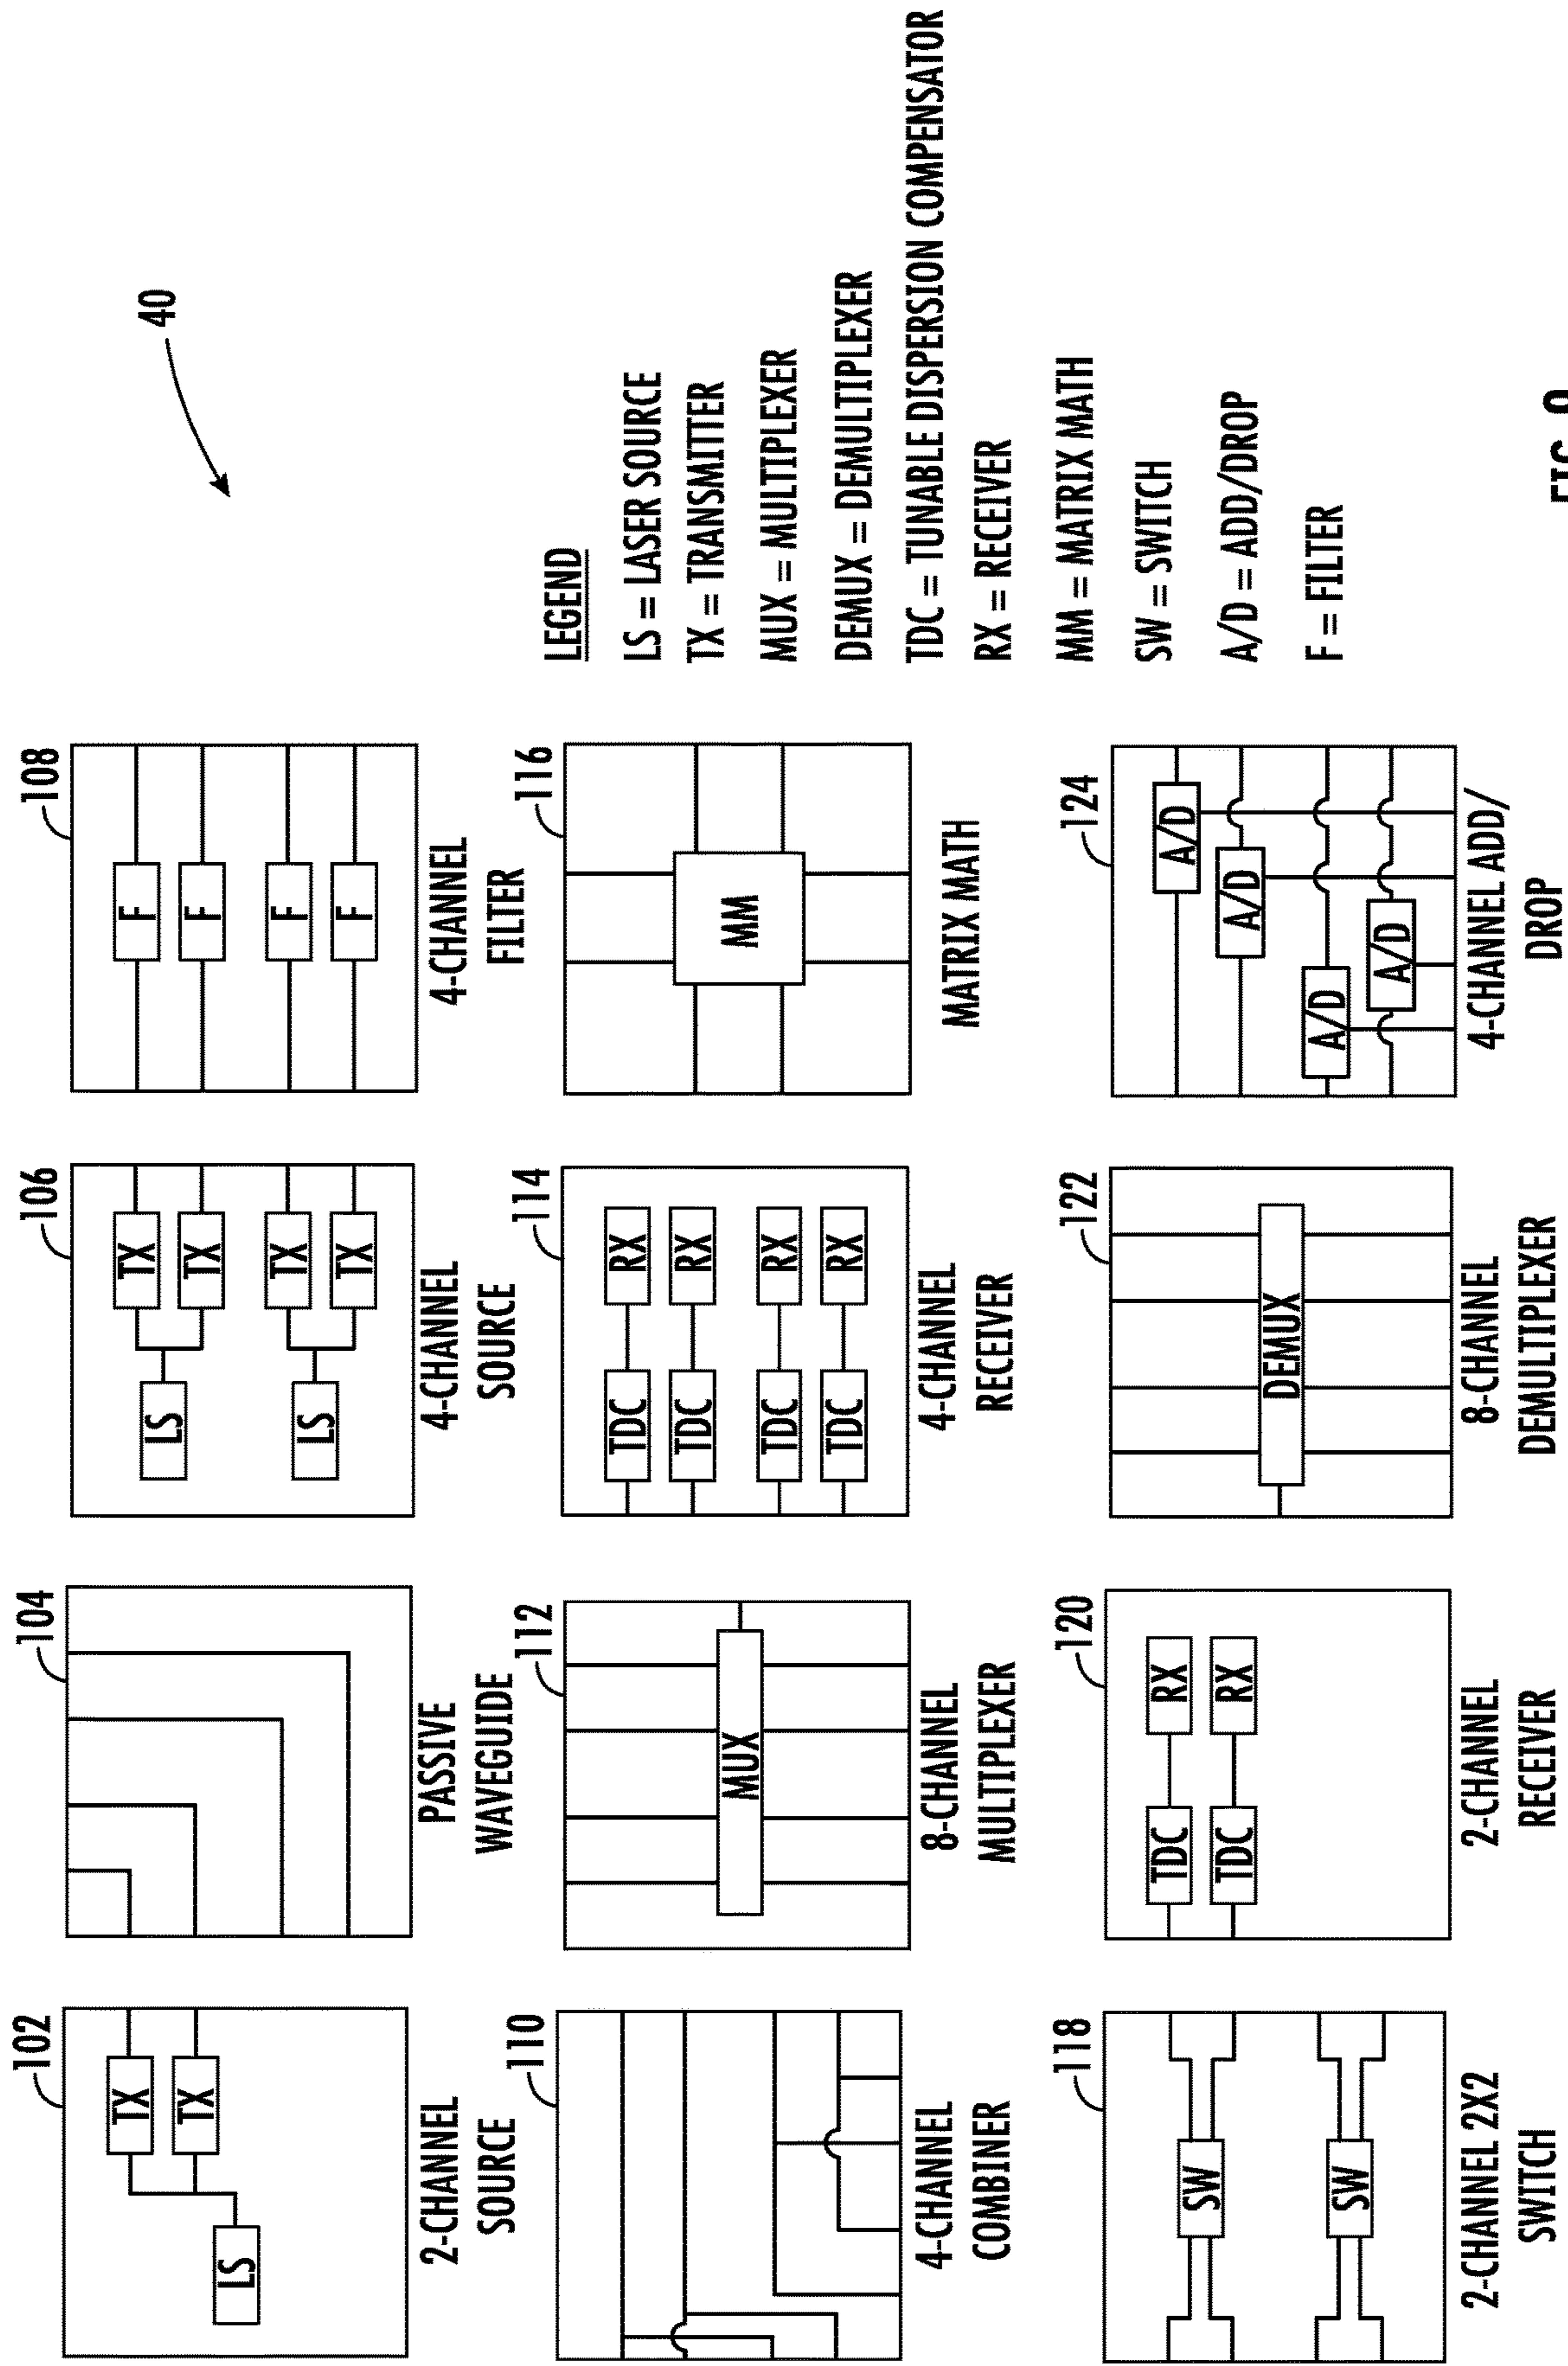 40
102
TX
TX
LS
2-CHANNEL
SOURCE
104
PASSIVE
WAVEGUIDE
106
TX
TX
TX
TX
LS
LS
4-CHANNEL
SOURCE
108
F
F
F
F
4-CHANNEL
FILTER
110
4-CHANNEL
COMBINER
112
MUX
8-CHANNEL
MULTIPLEXER
114
TDC RX
TDC RX
TDC RX
TDC RX
4-CHANNEL
RECEIVER
116
MM
MATRIX MATH
118
SW
SW
2-CHANNEL 2X2
SWITCH
120
TDC RX
TDC RX
2-CHANNEL
RECEIVER
122
DEMUX
8-CHANNEL
DEMULTIPLEXER
124
A/D
A/D
A/D
A/D
4-CHANNEL ADD/
DROP
LEGEND
LS = LASER SOURCE
TX = TRANSMITTER
MUX = MULTIPLEXER
DEMUX = DEMULTIPLEXER
TDC = TUNABLE DISPERSION COMPENSATOR
RX = RECEIVER
MM = MATRIX MATH
SW = SWITCH
A/D = ADD/DROP
F = FILTER